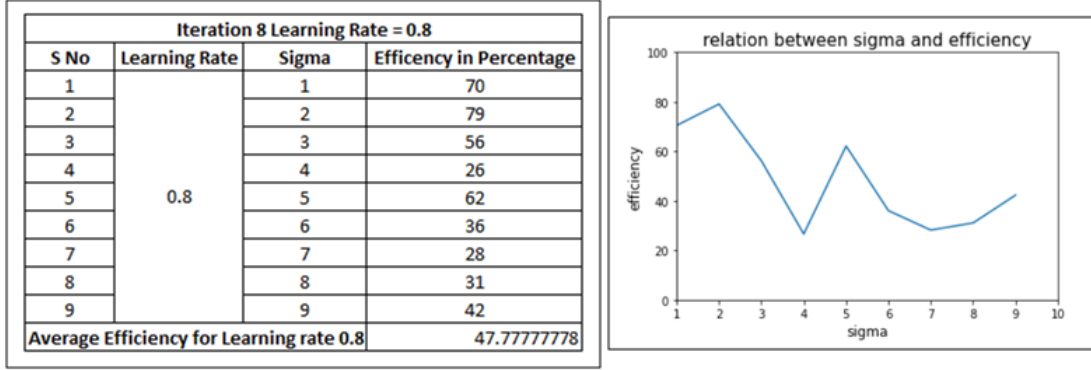 Iteration 8 Learning Rate = 0.8
S No Learning Rate Sigma Efficency in Percentage
1 1 70
2 2 79
3 3 56
4 4 26
5 0.8 5 62
6 6 36
7 7 28
8 8 31
9 9 42
Average Efficiency for Learning rate 0.8 47.77777778
relation between sigma and efficiency
100
80
60
40
20
0
efficiency
1 2 3 4 5 6 7 8 9 10
sigma